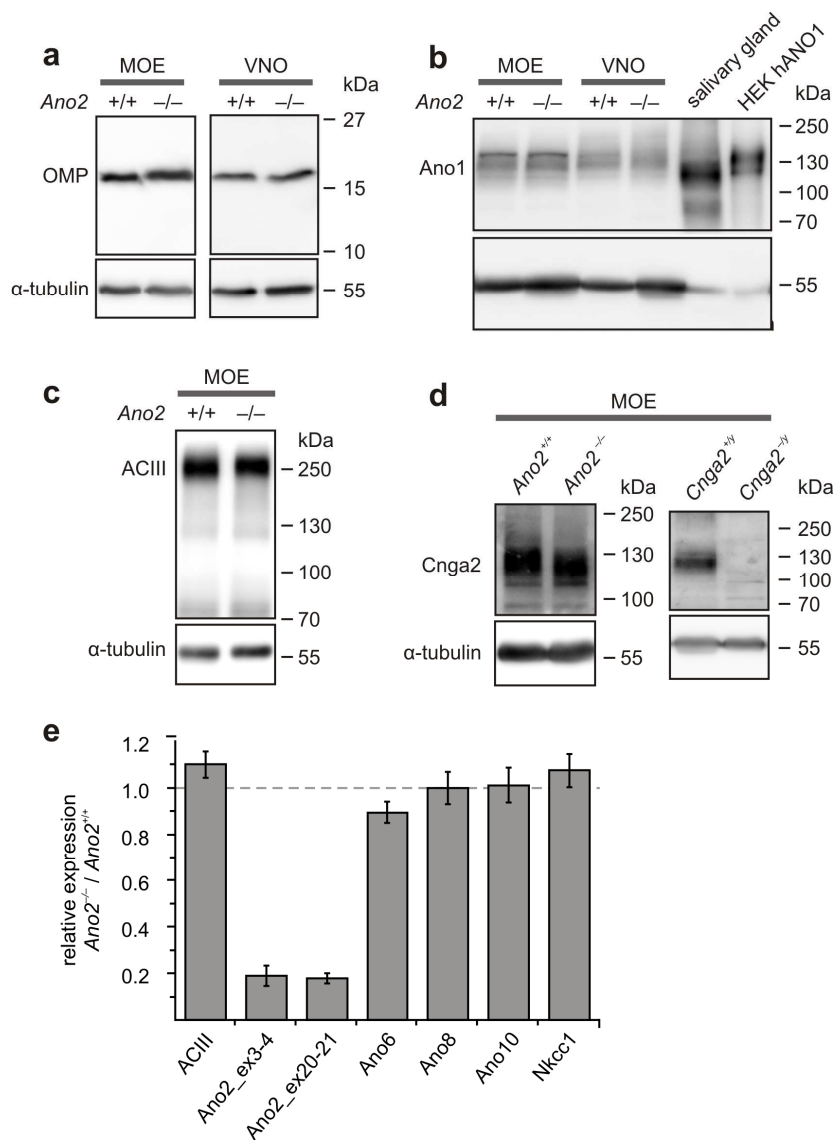 a
MOE VNO
kDa
Ano2 +/+ –/– +/+ –/–
27
OMP
15
10
α-tubulin
55
b
MOE VNO salivary gland HEK hANO1
kDa
Ano2 +/+ –/– +/+ –/–
250
Ano1
130
100
70
55
c
MOE
Ano2 +/+ –/–
kDa
ACIII
250
130
100
70
α-tubulin
55
d
MOE
Ano2+/+ Ano2–/– kDa Cnga2+/y Cnga2–/y kDa
250 250
Cnga2
130 130
100 100
70
α-tubulin
55 55
e
1.2
1.0
0.8
0.6
0.4
0.2
relative expression
Ano2–/– / Ano2+/+
ACIII Ano2_ex3-4 Ano2_ex20-21 Ano6 Ano8 Ano10 Nkcc1